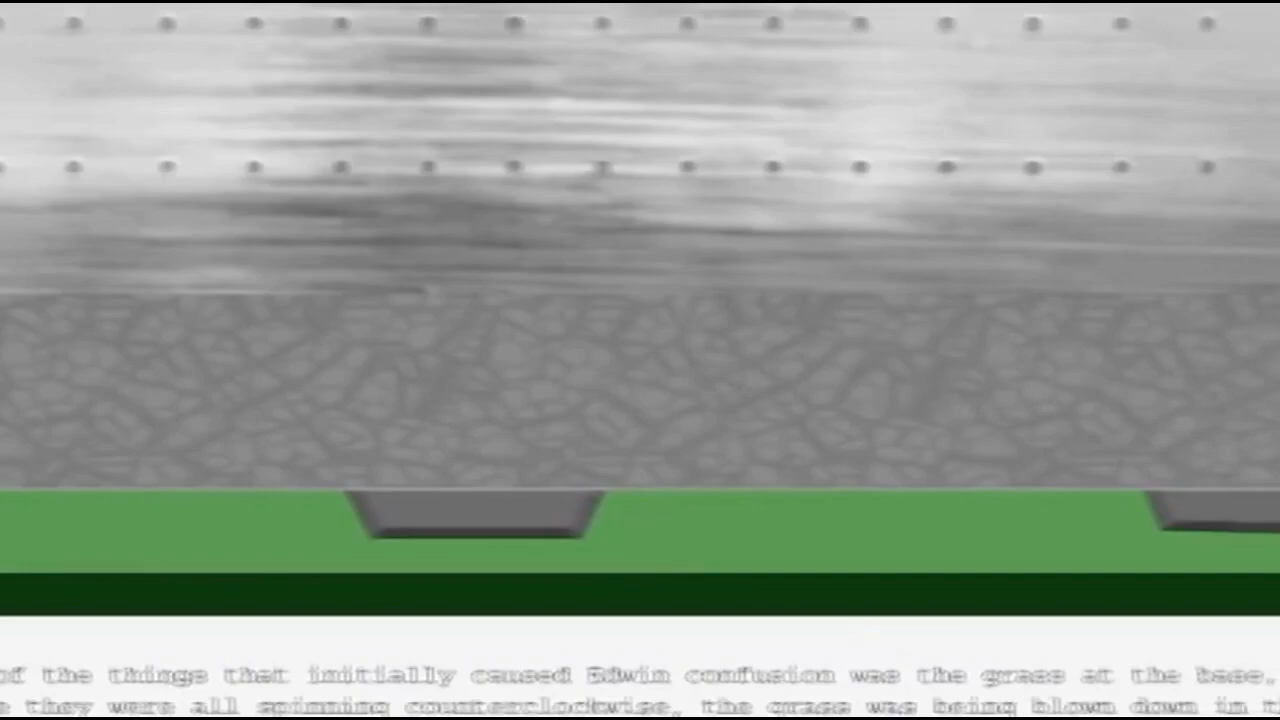 of the things that initially caused Edwin confusion was the grass at the base.
they were all spinning counterclockwise, the grass was being blown down in